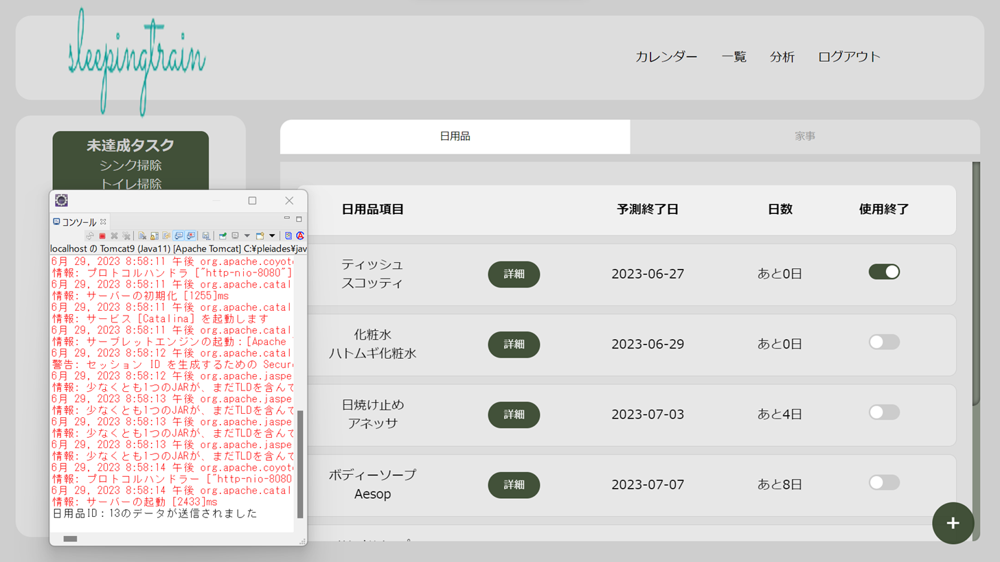 sleepingtrain
カレンダー 一覧 分析 ログアウト
未達成タスク
シンク掃除
トイレ掃除
日用品 家事
日用品項目 予測終了日 日数 使用終了
ティッシュ
スコッティ
詳細 2023-06-27 あと0日
化粧水
ハトムギ化粧水
詳細 2023-06-29 あと0日
日焼け止め
アネッサ
詳細 2023-07-03 あと4日
ボディーソープ
Aesop
詳細 2023-07-07 あと8日
+
コンソール
localhost の Tomcat9 (Java11) [Apache Tomcat] C:¥pleiades¥jav
6月 29, 2023 8:58:11 午後 org.apache.coyot
情報: プロトコルハンドラ ["http-nio-8080"]
6月 29, 2023 8:58:11 午後 org.apache.catal
情報: サーバーの初期化 [1255]ms
6月 29, 2023 8:58:11 午後 org.apache.catal
情報: サービス [Catalina] を起動します
6月 29, 2023 8:58:11 午後 org.apache.catal
情報: サーブレットエンジンの起動：[Apache
6月 29, 2023 8:58:12 午後 org.apache.catal
警告: セッション ID を生成するための Secur
6月 29, 2023 8:58:12 午後 org.apache.jaspe
情報: 少なくとも1つのJARが、まだTLDを含んで
6月 29, 2023 8:58:13 午後 org.apache.jaspe
情報: 少なくとも1つのJARが、まだTLDを含んで
6月 29, 2023 8:58:13 午後 org.apache.jaspe
情報: 少なくとも1つのJARが、まだTLDを含んで
6月 29, 2023 8:58:13 午後 org.apache.jaspe
情報: 少なくとも1つのJARが、まだTLDを含んで
6月 29, 2023 8:58:14 午後 org.apache.coyot
情報: プロトコルハンドラー ["http-nio-8080
6月 29, 2023 8:58:14 午後 org.apache.catal
情報: サーバーの起動 [2433]ms
日用品ID：13のデータが送信されました